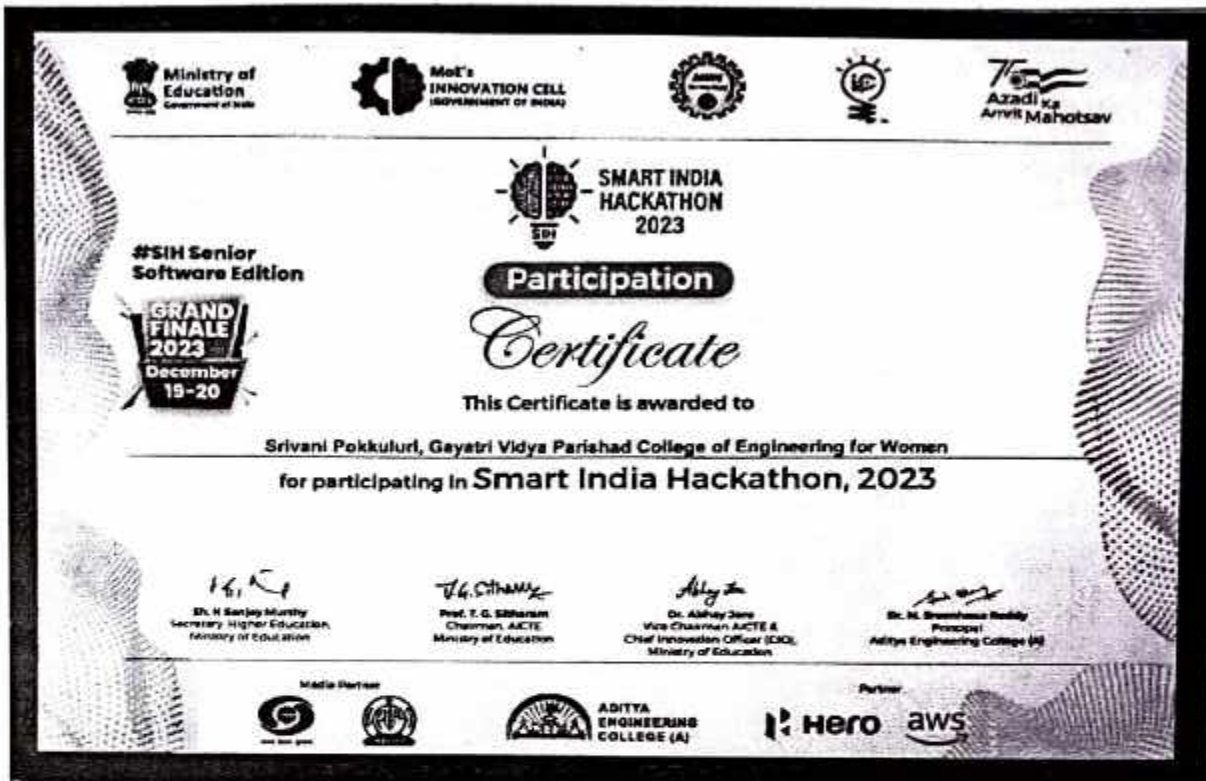 Ministry of
Education
Government of India
MoE's
INNOVATION CELL
(GOVERNMENT OF INDIA)
Azadi Ka
Amrit Mahotsav
SMART INDIA
HACKATHON
2023
SIH
#SIH Senior
Software Edition
GRAND
FINALE
2023
December
19-20
Participation
Certificate
This Certificate is awarded to
Srivani Pokkuluri, Gayatri Vidya Parishad College of Engineering for Women
for participating in Smart India Hackathon, 2023
Sh. K Sanjay Murthy
Secretary Higher Education,
Ministry of Education
Prof. T. G. Sitharam
Chairman, AICTE
Ministry of Education
Dr. Abhay Jere
Vice Chairman AICTE &
Chief Innovation Officer (CIO),
Ministry of Education
Dr. M. Sreenivasa Reddy
Principal
Aditya Engineering College (A)
Media Partner
ADITYA
ENGINEERING
COLLEGE (A)
Partner
Hero
aws